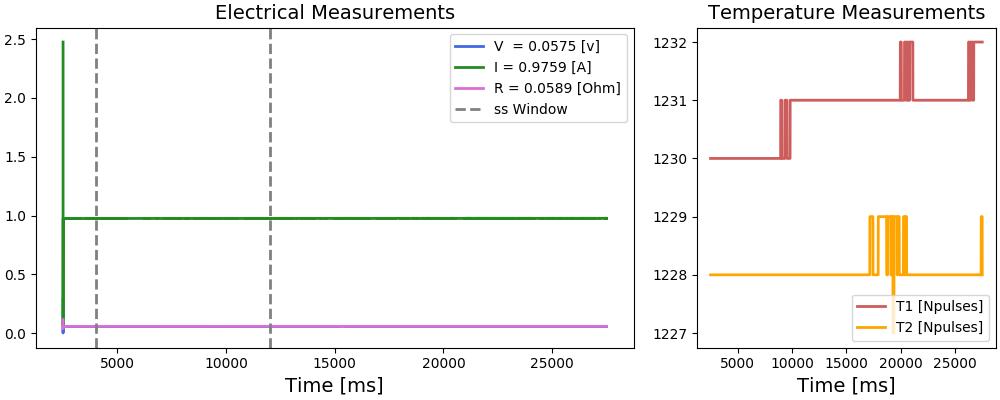 Electrical Measurements
2.5
2.0
1.5
1.0
0.5
0.0
V = 0.0575 [v]
I = 0.9759 [A]
R = 0.0589 [Ohm]
ss Window
5000 10000 15000 20000 25000
Time [ms]
Temperature Measurements
1232
1231
1230
1229
1228
1227
T1 [Npulses]
T2 [Npulses]
5000 10000 15000 20000 25000
Time [ms]